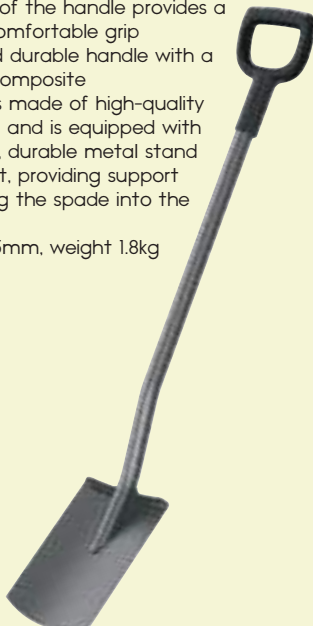 of the handle provides a
omfortable grip
d durable handle with a
omposite
s made of high-quality
and is equipped with
, durable metal stand
t, providing support
g the spade into the
5mm, weight 1.8kg